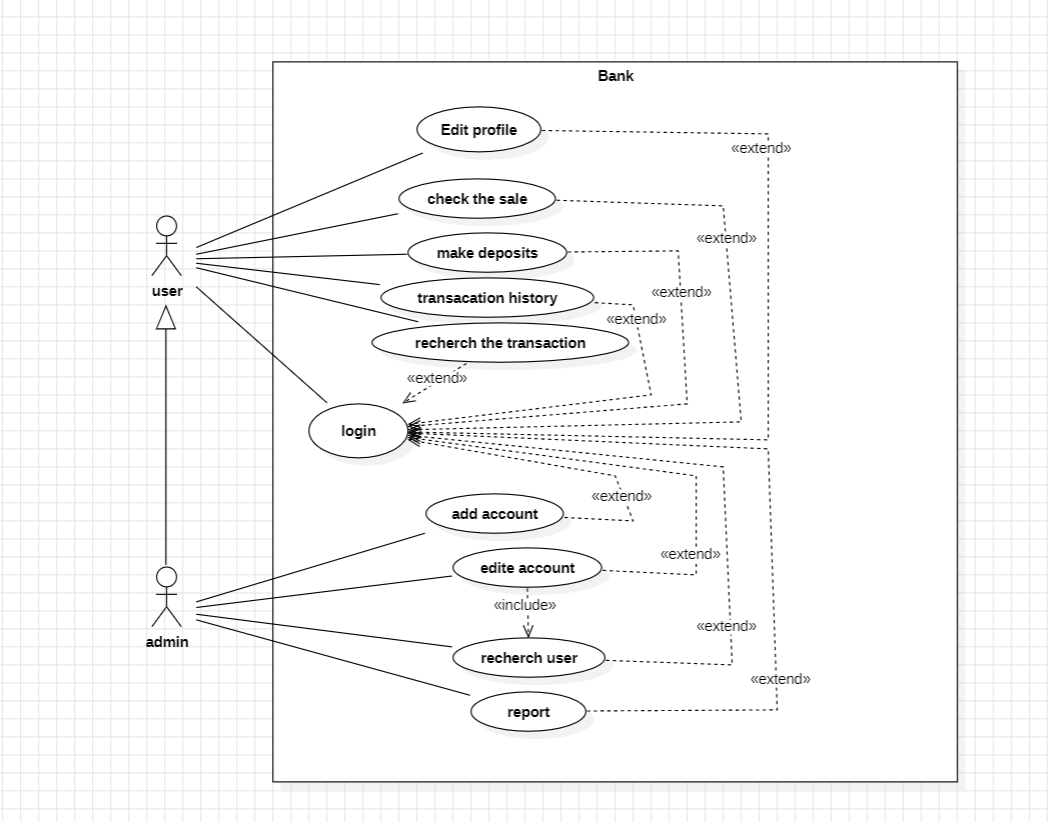 Bank
Edit profile
«extend»
check the sale
«extend»
make deposits
«extend»
user
transacation history
«extend»
recherch the transaction
«extend»
login
«extend»
add account
«extend»
edite account
«include»
«extend»
admin
recherch user
«extend»
report